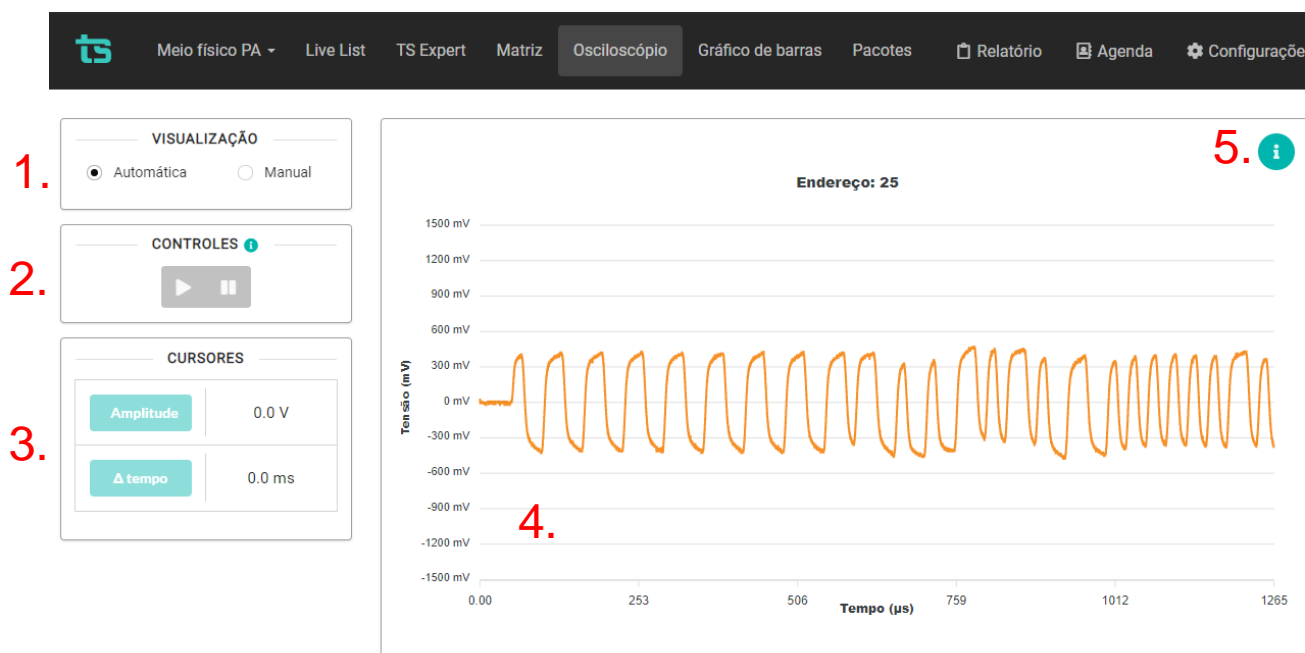 ts Meio físico PA Live List TS Expert Matriz Osciloscópio Gráfico de barras Pacotes Relatório Agenda Configuraçõe
1.
VISUALIZAÇÃO
Automática Manual
2.
CONTROLES i
3.
CURSORES
Amplitude 0.0 V
Δ tempo 0.0 ms
5. i
Endereço: 25
Tensão (mV)
1500 mV
1200 mV
900 mV
600 mV
300 mV
0 mV
-300 mV
-600 mV
-900 mV
-1200 mV
-1500 mV
4.
0.00 253 506 759 1012 1265
Tempo (µs)